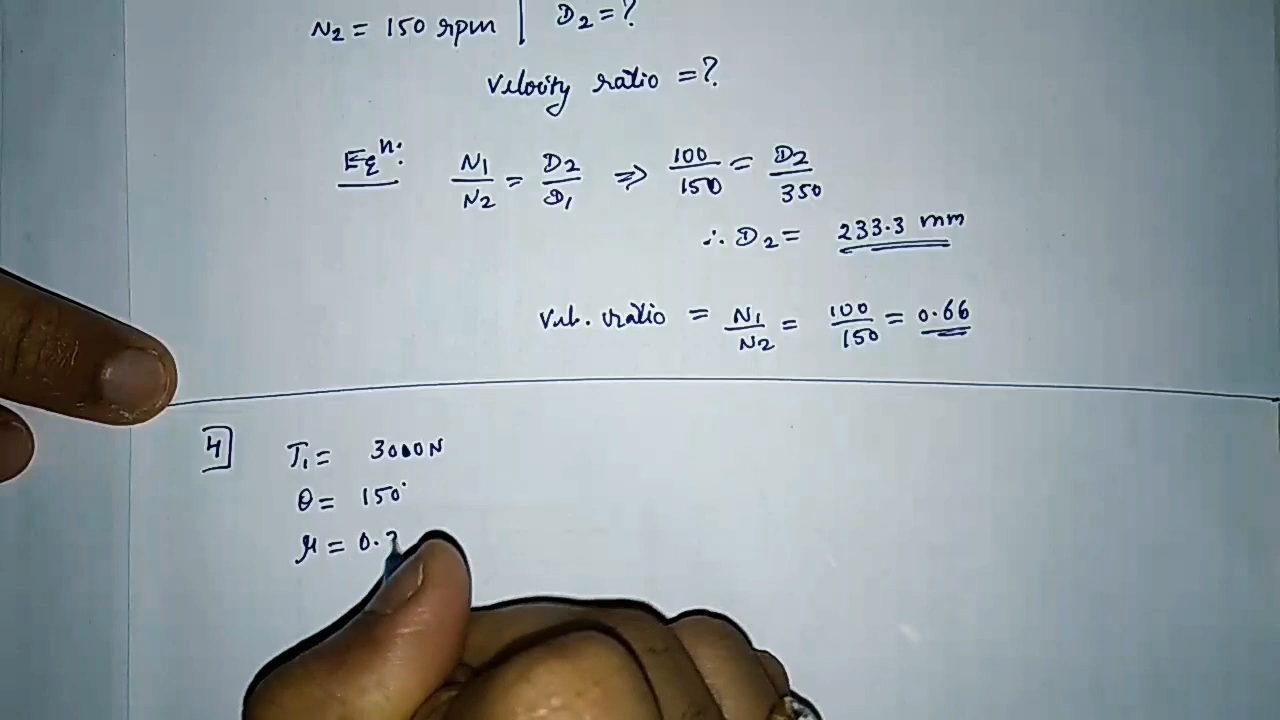 N2 = 150 rpm | D2 = ?
Velocity ratio = ?
Eqn: N1/N2 = D2/D1 ⇒ 100/150 = D2/350
∴ D2 = 233.3 mm
Vel. ratio = N1/N2 = 100/150 = 0.66
4] T1 = 3000N
θ = 150°
μ = 0.